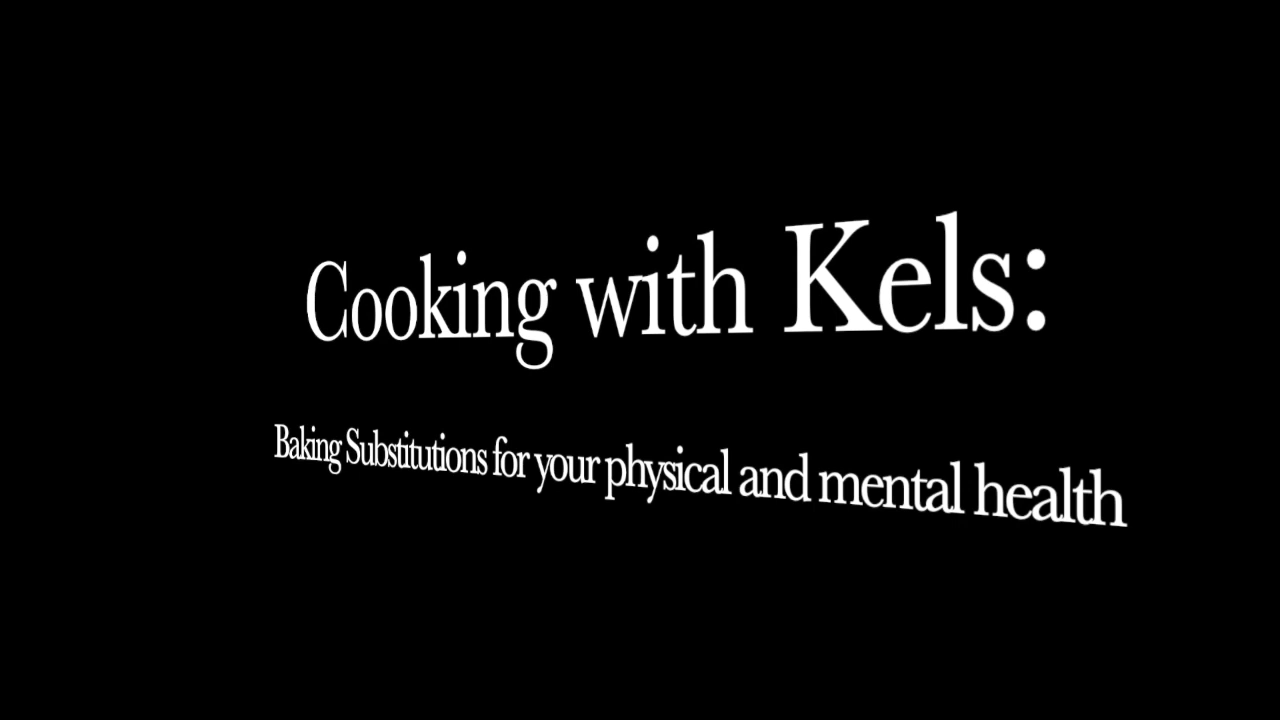 Cooking with Kels:
Baking Substitutions for your physical and mental health